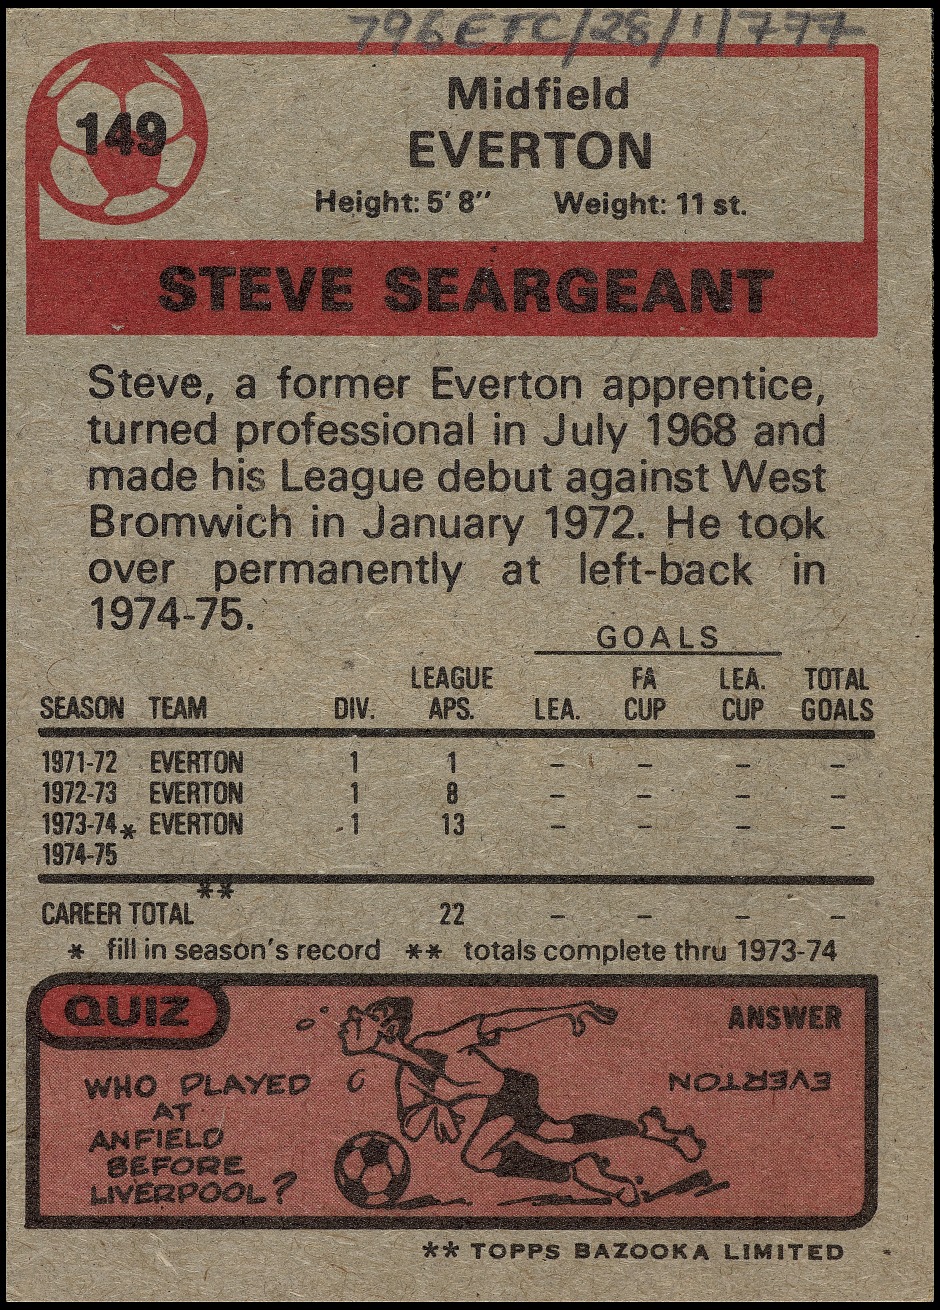 796ETC/28/1/777
149
Midfield
EVERTON
Height: 5' 8" Weight: 11 st.
STEVE SEARGEANT
Steve, a former Everton apprentice,
turned professional in July 1968 and
made his League debut against West
Bromwich in January 1972. He took
over permanently at left-back in
1974-75.
GOALS
LEAGUE FA LEA. TOTAL
SEASON TEAM DIV. APS. LEA. CUP CUP GOALS
1971-72 EVERTON 1 1 – – – –
1972-73 EVERTON 1 8 – – – –
1973-74 * EVERTON 1 13 – – – –
1974-75
CAREER TOTAL ** 22 – – – –
* fill in season's record ** totals complete thru 1973-74
QUIZ
WHO PLAYED
AT
ANFIELD
BEFORE
LIVERPOOL?
ANSWER
EVERTON
** TOPPS BAZOOKA LIMITED